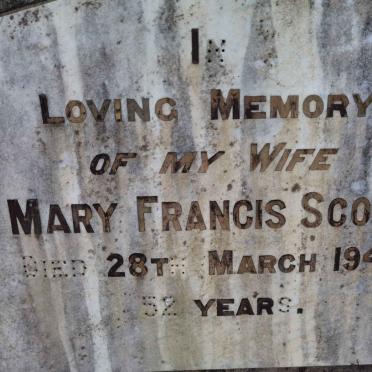 In
Loving Memory
of my Wife
Mary Francis Sco
Died 28th March 194
52 years.